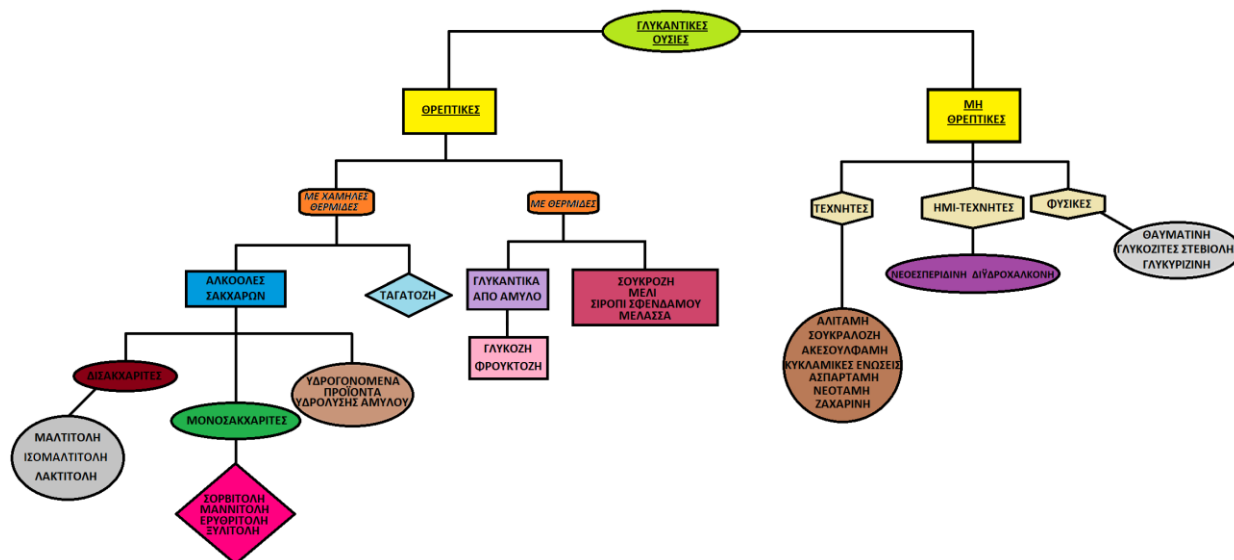 ΓΛΥΚΑΝΤΙΚΕΣ
ΟΥΣΙΕΣ
ΘΡΕΠΤΙΚΕΣ
ΜΗ
ΘΡΕΠΤΙΚΕΣ
ΜΕ ΧΑΜΗΛΕΣ
ΘΕΡΜΙΔΕΣ
ΜΕ ΘΕΡΜΙΔΕΣ
ΤΕΧΝΗΤΕΣ
ΗΜΙ-ΤΕΧΝΗΤΕΣ
ΦΥΣΙΚΕΣ
ΑΛΚΟΟΛΕΣ
ΣΑΚΧΑΡΩΝ
ΤΑΓΑΤΟΖΗ
ΓΛΥΚΑΝΤΙΚΑ
ΑΠΟ ΑΜΥΛΟ
ΣΟΥΚΡΟΖΗ
ΜΕΛΙ
ΣΙΡΟΠΙ ΣΦΕΝΔΑΜΟΥ
ΜΕΛΑΣΣΑ
ΝΕΟΕΣΠΕΡΙΔΙΝΗ ΔΙΫΔΡΟΧΑΛΚΟΝΗ
ΘΑΥΜΑΤΙΝΗ
ΓΛΥΚΟΖΙΤΕΣ ΣΤΕΒΙΟΛΗ
ΓΛΥΚΥΡΙΖΙΝΗ
ΓΛΥΚΟΖΗ
ΦΡΟΥΚΤΟΖΗ
ΑΛΙΤΑΜΗ
ΣΟΥΚΡΑΛΟΖΗ
ΑΚΕΣΟΥΛΦΑΜΗ
ΚΥΚΛΑΜΙΚΕΣ ΕΝΩΣΕΙΣ
ΑΣΠΑΡΤΑΜΗ
ΝΕΟΤΑΜΗ
ΖΑΧΑΡΙΝΗ
ΔΙΣΑΚΧΑΡΙΤΕΣ
ΜΟΝΟΣΑΚΧΑΡΙΤΕΣ
ΥΔΡΟΓΟΝΟΜΕΝΑ
ΠΡΟΪΟΝΤΑ
ΥΔΡΟΛΥΣΗΣ ΑΜΥΛΟΥ
ΜΑΛΤΙΤΟΛΗ
ΙΣΟΜΑΛΤΙΤΟΛΗ
ΛΑΚΤΙΤΟΛΗ
ΣΟΡΒΙΤΟΛΗ
ΜΑΝΝΙΤΟΛΗ
ΕΡΥΘΡΙΤΟΛΗ
ΞΥΛΙΤΟΛΗ